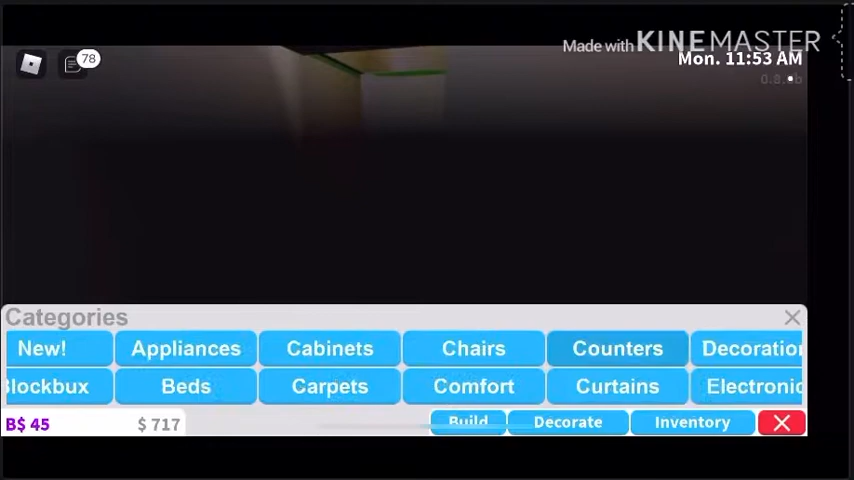 Made with KINEMASTER
78
Mon. 11:53 AM
Categories
New! Appliances Cabinets Chairs Counters Decoration
Blockbux Beds Carpets Comfort Curtains Electronic
B$ 45 $ 717 Build Decorate Inventory